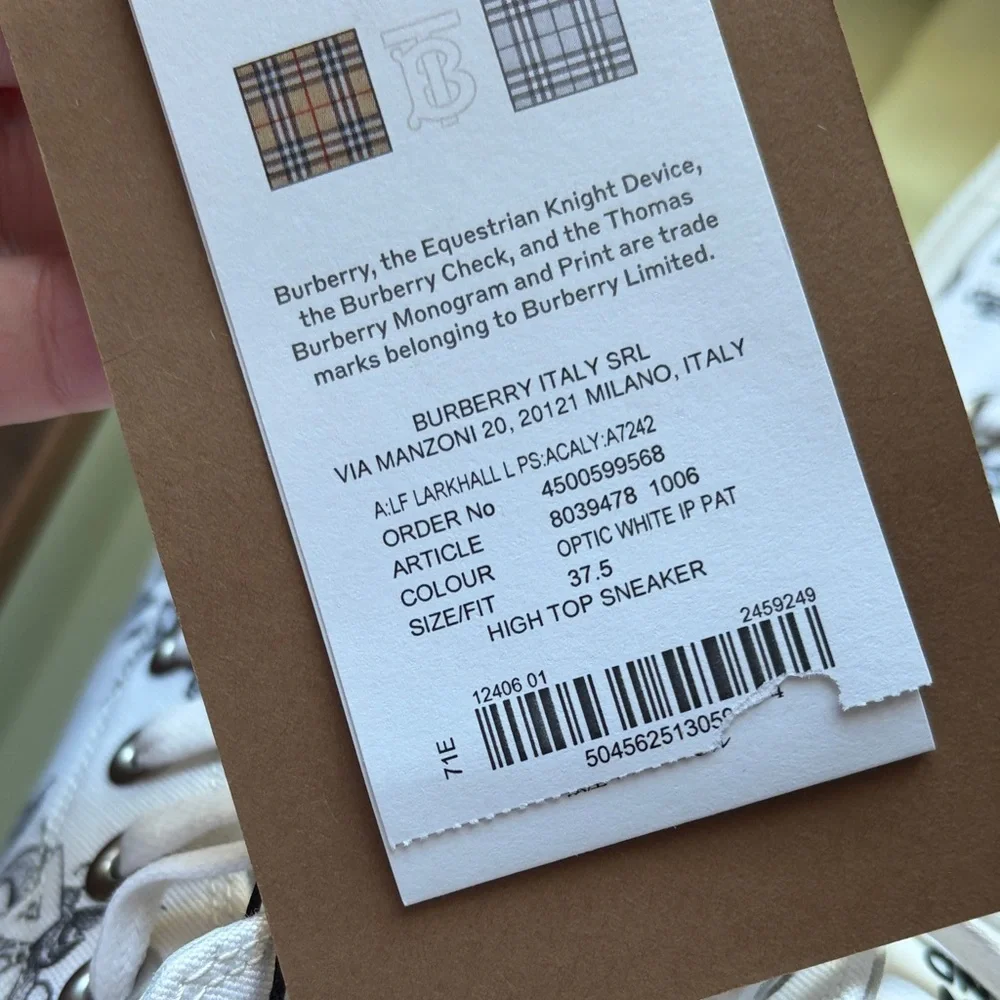 TB
Burberry, the Equestrian Knight Device,
the Burberry Check, and the Thomas
Burberry Monogram and Print are trade
marks belonging to Burberry Limited.
BURBERRY ITALY SRL
VIA MANZONI 20, 20121 MILANO, ITALY
A:LF LARKHALL L PS:ACALY:A7242
ORDER No 4500599568
ARTICLE 8039478 1006
COLOUR OPTIC WHITE IP PAT
SIZE/FIT 37.5
HIGH TOP SNEAKER
12406 01 2459249
71E
504562513059